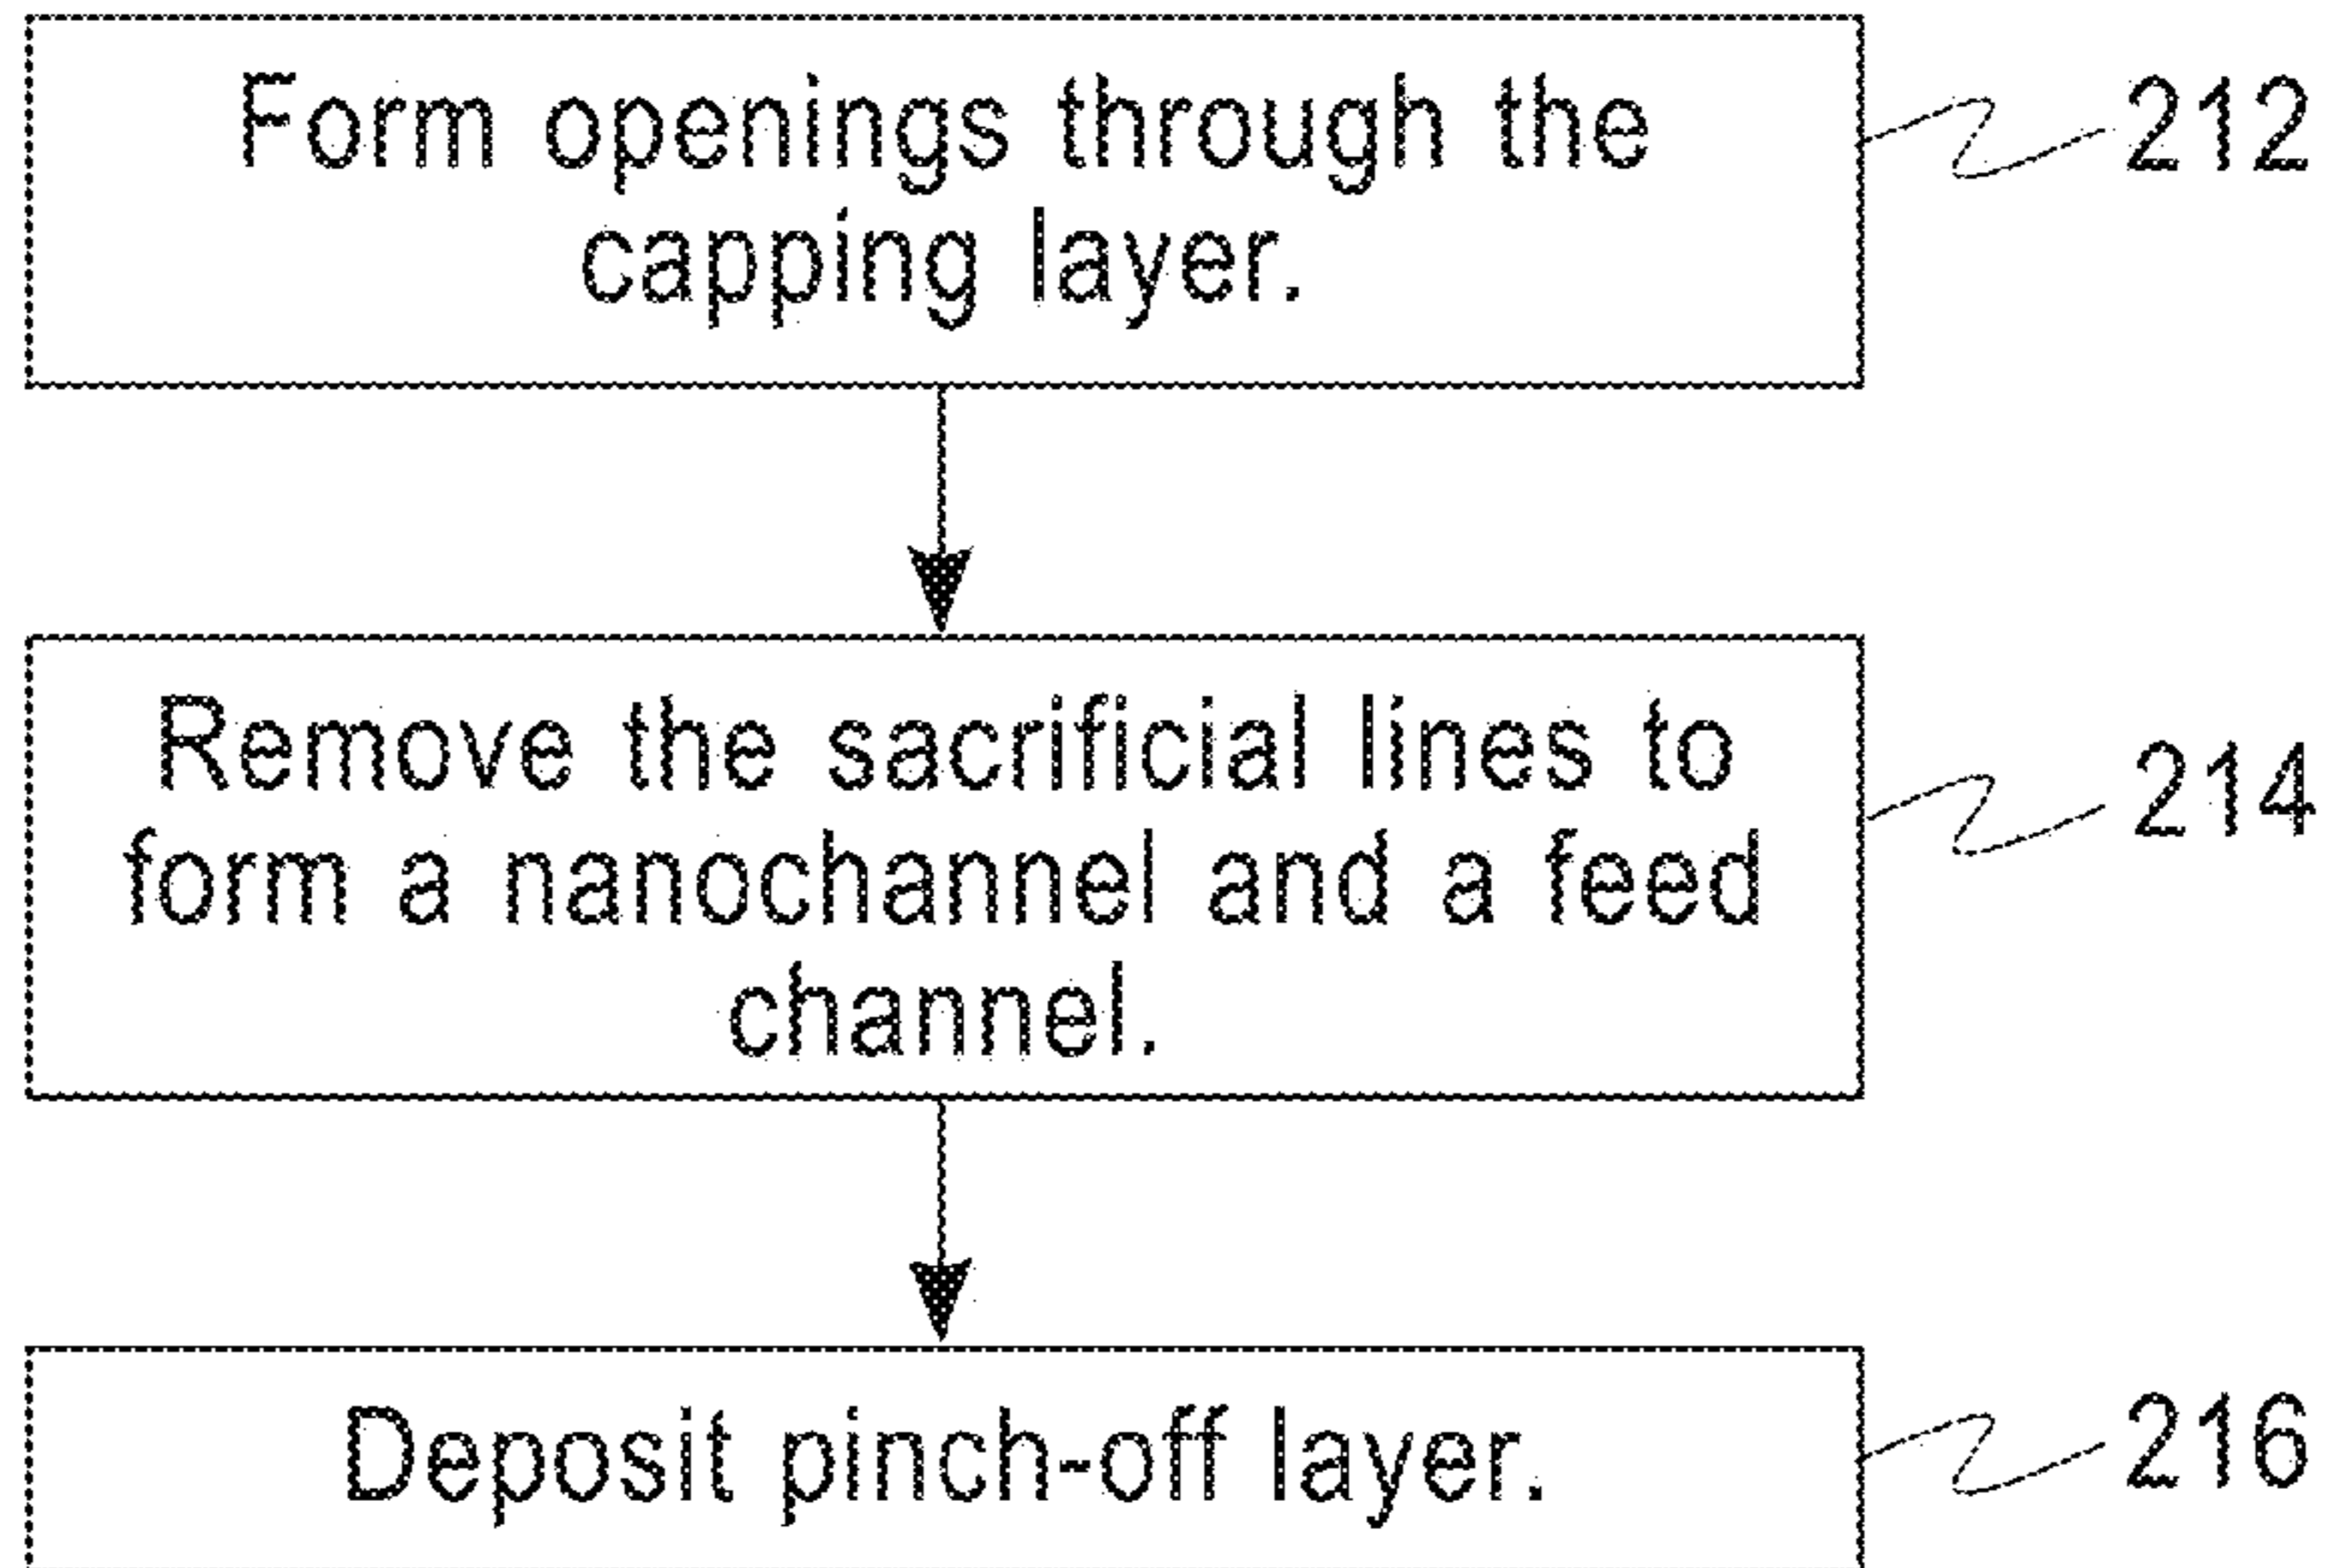 Form openings through the
capping layer.
212
Remove the sacrificial lines to
form a nanochannel and a feed
channel.
214
Deposit pinch-off layer.
216